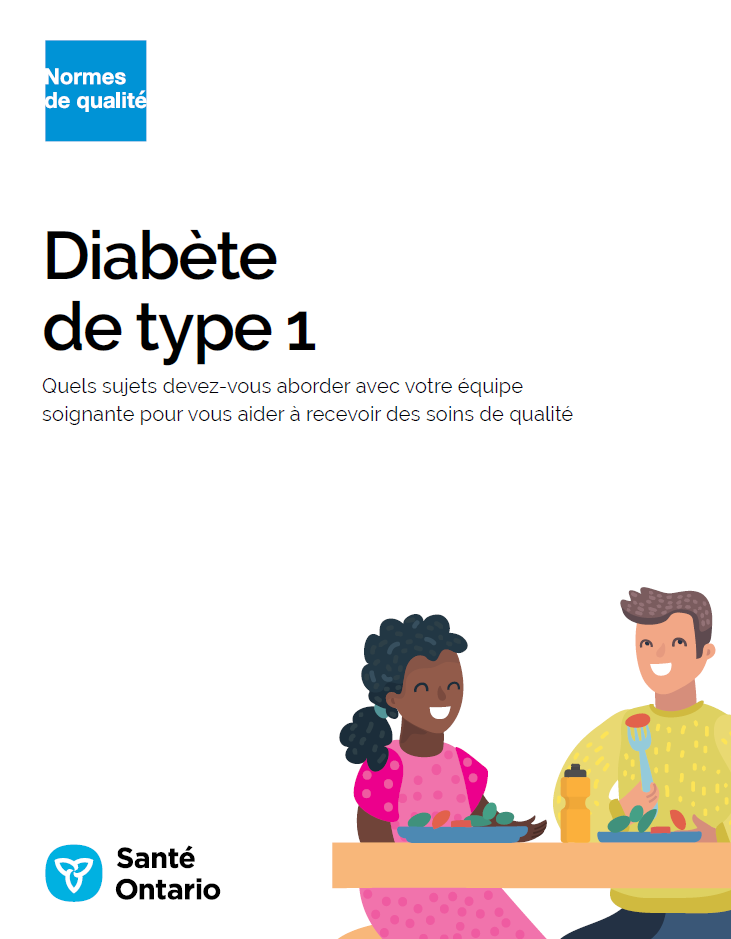 Normes
de qualité
Diabète
de type 1
Quels sujets devez-vous aborder avec votre équipe
soignante pour vous aider à recevoir des soins de qualité
Santé
Ontario